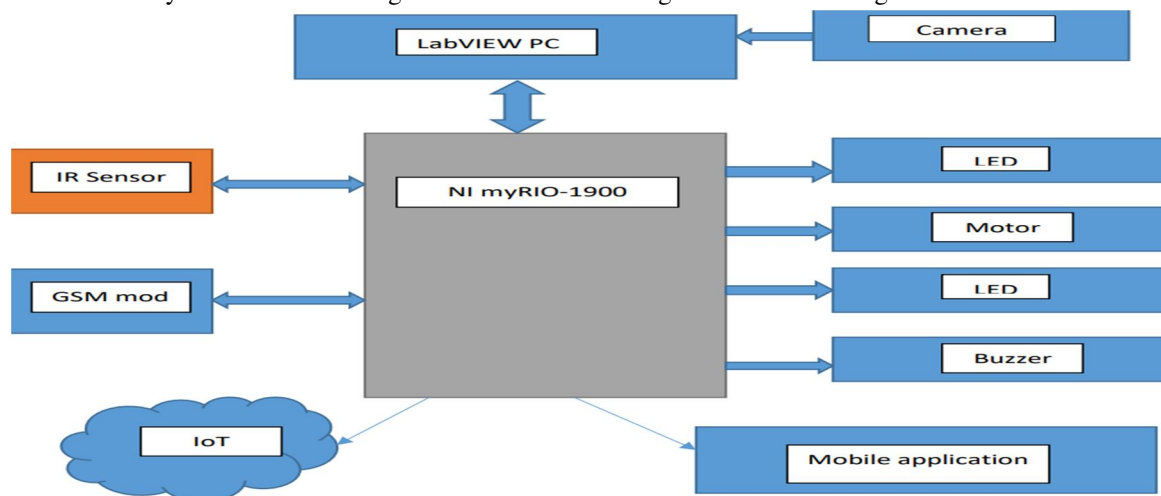 LabVIEW PC
Camera
IR Sensor
NI myRIO-1900
LED
Motor
GSM mod
LED
Buzzer
IoT
Mobile application